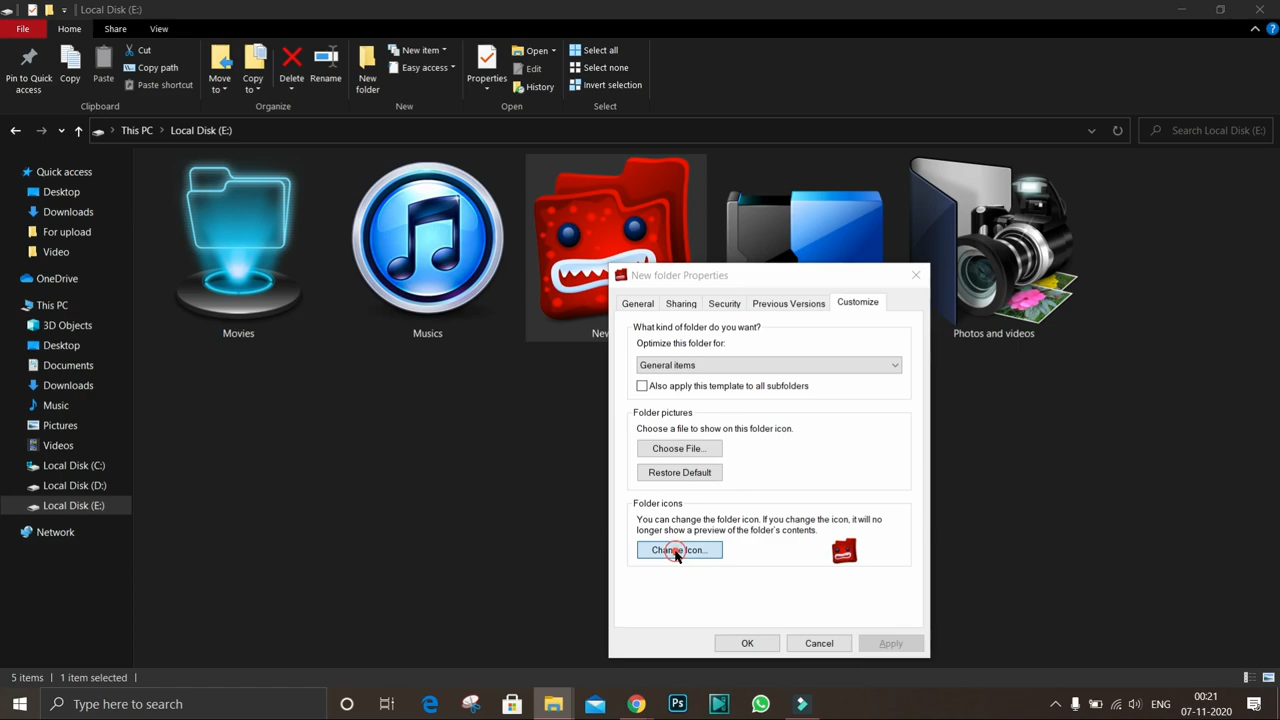 Local Disk (E:)
File
Home
Share
View
Pin to Quick
access
Copy
Paste
Cut
Copy path
Paste shortcut
Clipboard
Move
to
Copy
to
Delete
Rename
Organize
New
folder
New item
Easy access
New
Properties
Open
Edit
History
Open
Select all
Select none
Invert selection
Select
This PC
Local Disk (E:)
Search Local Disk (E:)
Quick access
Desktop
Downloads
For upload
Video
OneDrive
This PC
3D Objects
Desktop
Documents
Downloads
Music
Pictures
Videos
Local Disk (C:)
Local Disk (D:)
Local Disk (E:)
Network
Movies
Musics
Photos and videos
New folder Properties
General
Sharing
Security
Previous Versions
Customize
What kind of folder do you want?
Optimize this folder for:
General items
Also apply this template to all subfolders
Folder pictures
Choose a file to show on this folder icon.
Choose File...
Restore Default
Folder icons
You can change the folder icon. If you change the icon, it will no
longer show a preview of the folder's contents.
Change Icon...
OK
Cancel
Apply
5 items
1 item selected
Type here to search
Ps
ENG
00:21
07-11-2020